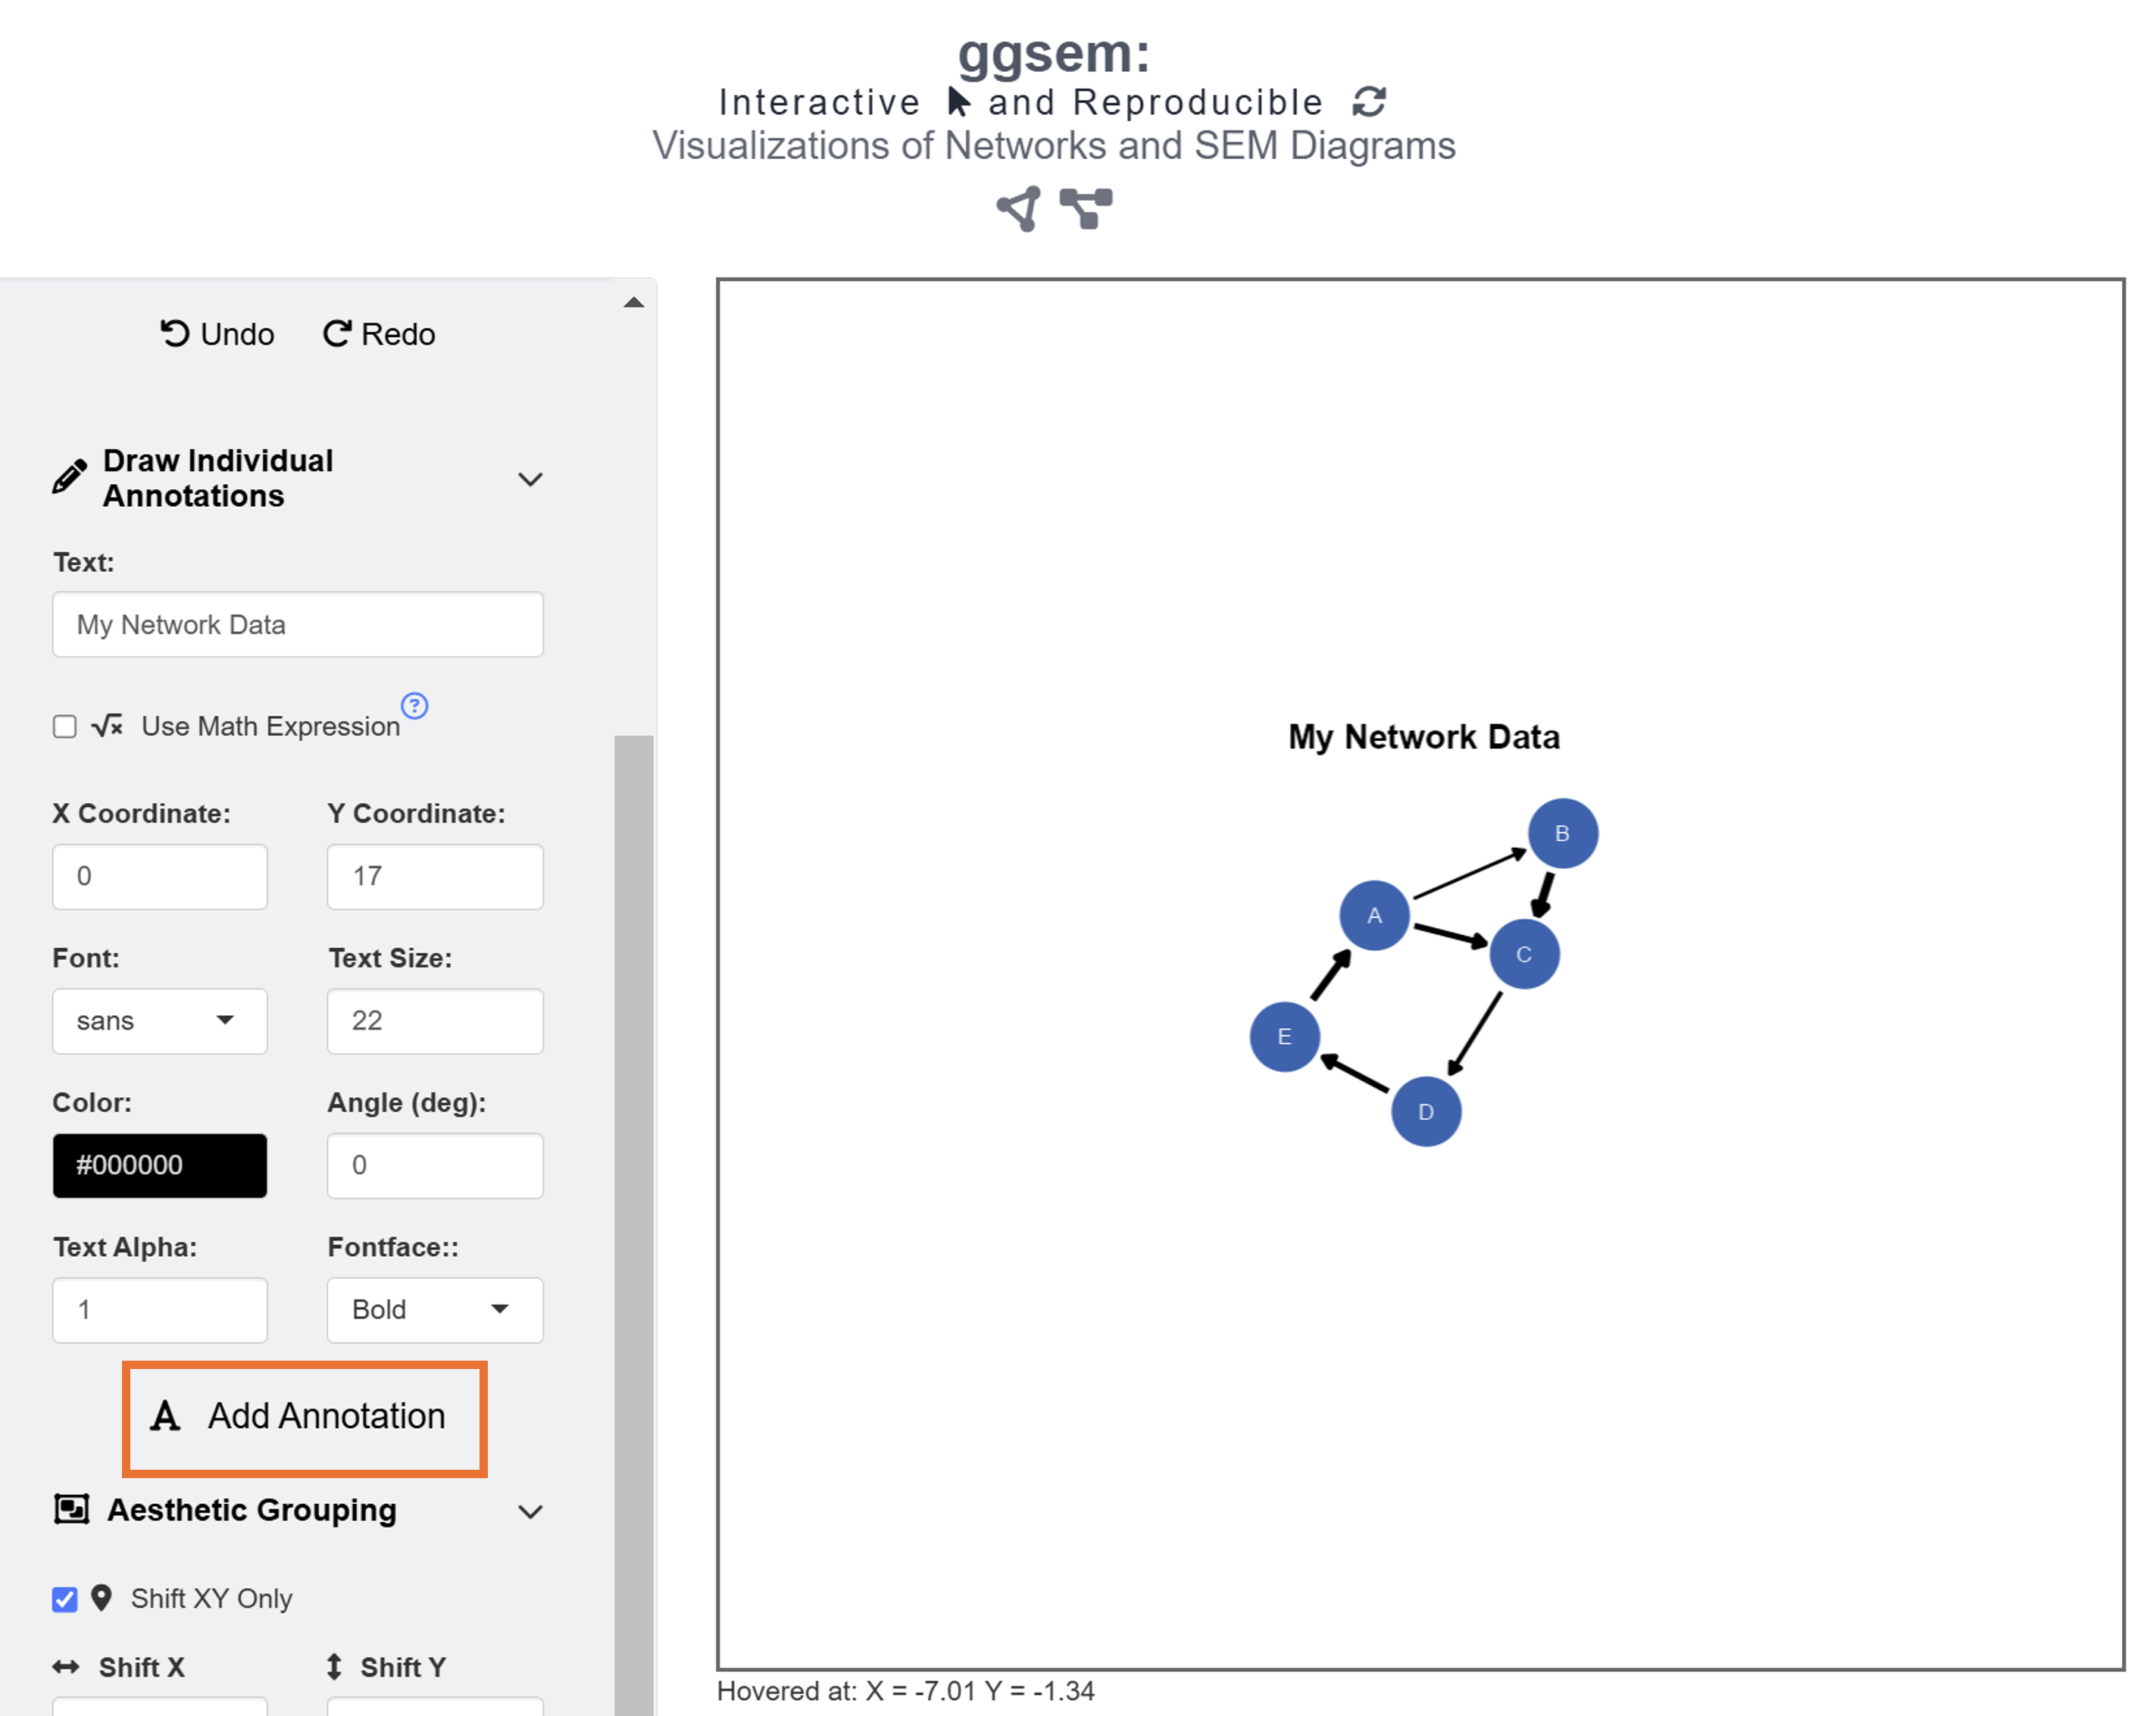 ggsem:
Interactive and Reproducible
Visualizations of Networks and SEM Diagrams
Undo Redo
Draw Individual
Annotations
Text:
My Network Data
Use Math Expression ?
X Coordinate: Y Coordinate:
0 17
Font: Text Size:
sans 22
Color: Angle (deg):
#000000 0
Text Alpha: Fontface::
1 Bold
A Add Annotation
Aesthetic Grouping
Shift XY Only
Shift X Shift Y
My Network Data
B
A
C
E
D
Hovered at: X = -7.01 Y = -1.34